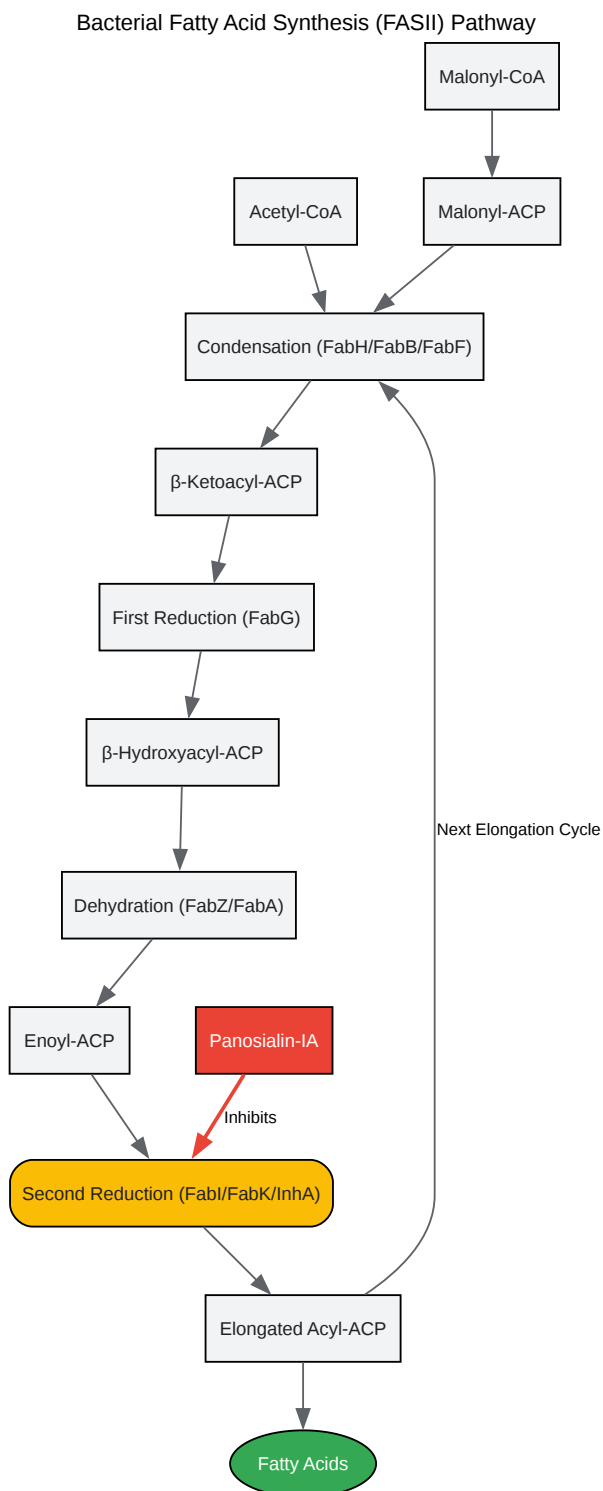 Bacterial Fatty Acid Synthesis (FASII) Pathway
Malonyl-CoA
Acetyl-CoA
Malonyl-ACP
Condensation (FabH/FabB/FabF)
β-Ketoacyl-ACP
First Reduction (FabG)
β-Hydroxyacyl-ACP
Next Elongation Cycle
Dehydration (FabZ/FabA)
Enoyl-ACP
Panosialin-IA
Inhibits
Second Reduction (FabI/FabK/InhA)
Elongated Acyl-ACP
Fatty Acids